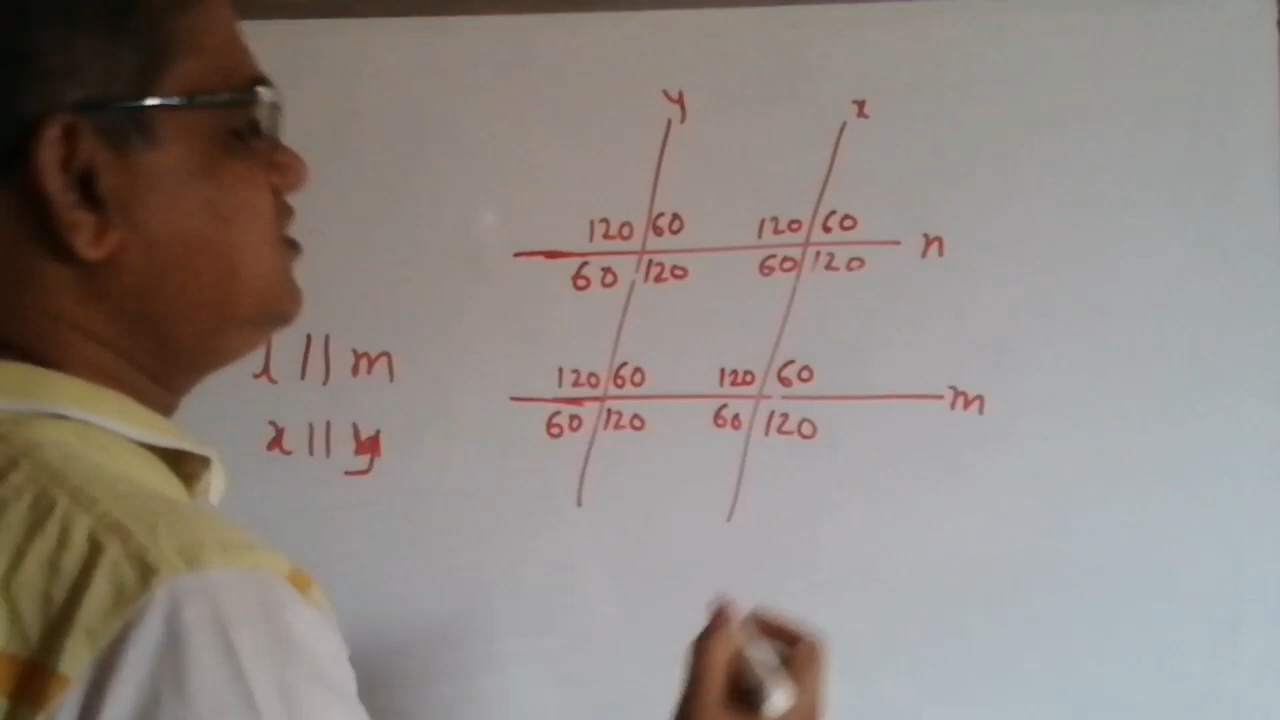 y x
120 60 120 60 n
60 120 60 120
l || m
x || y
120 60 120 60 m
60 120 60 120